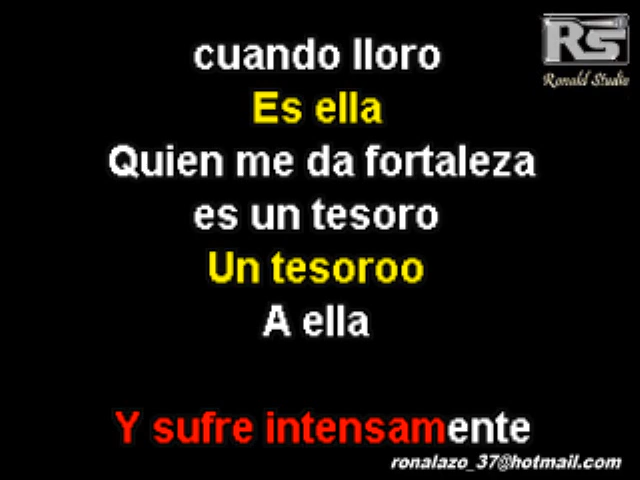 RS
Ronald Studio
cuando lloro
Es ella
Quien me da fortaleza
es un tesoro
Un tesoroo
A ella
Y sufre intensamente
ronalazo_37@hotmail.com